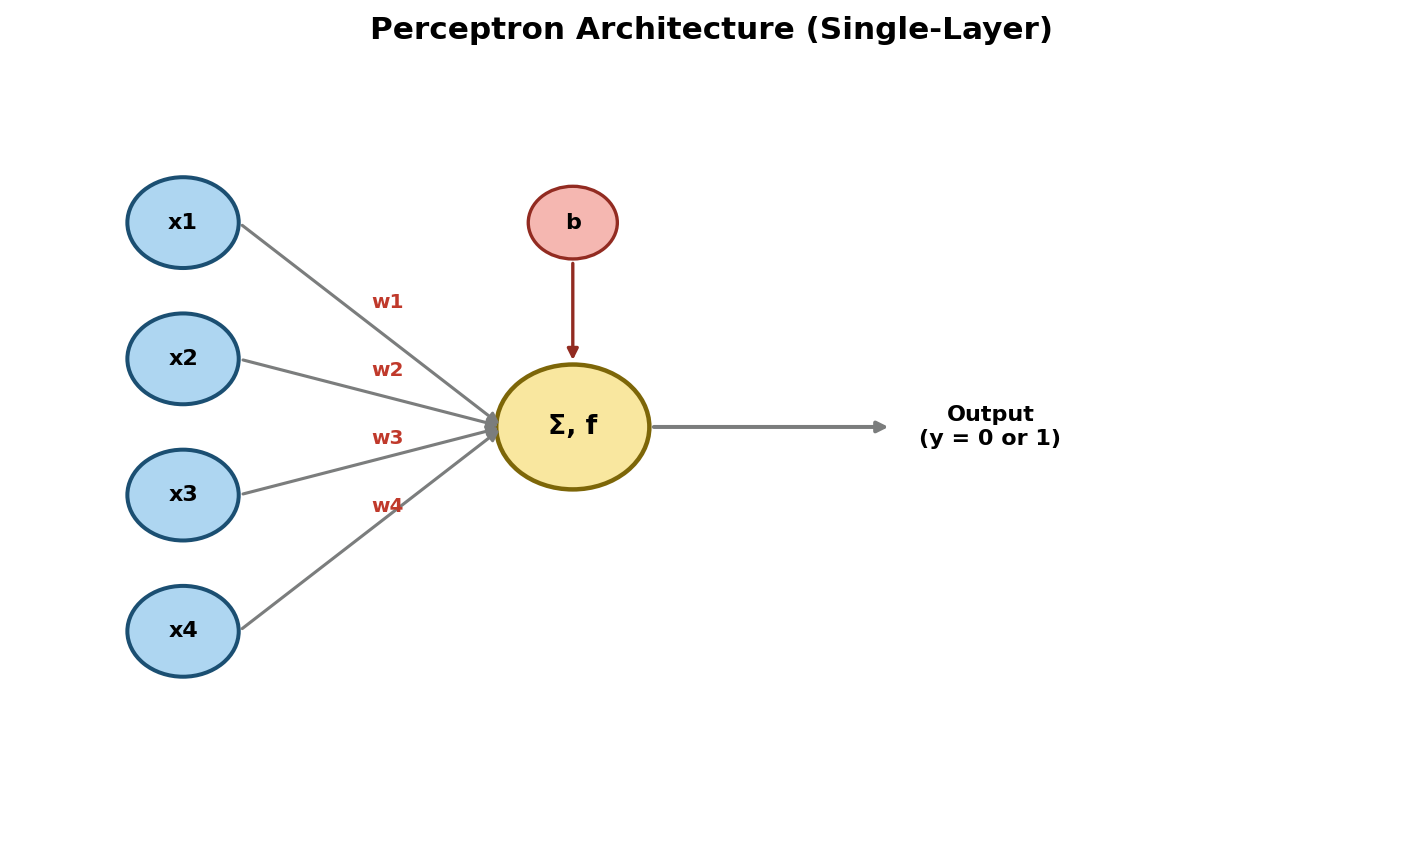 Perceptron Architecture (Single-Layer)
x1
b
w1
x2
w2
Σ, f
Output
(y = 0 or 1)
w3
x3
w4
x4